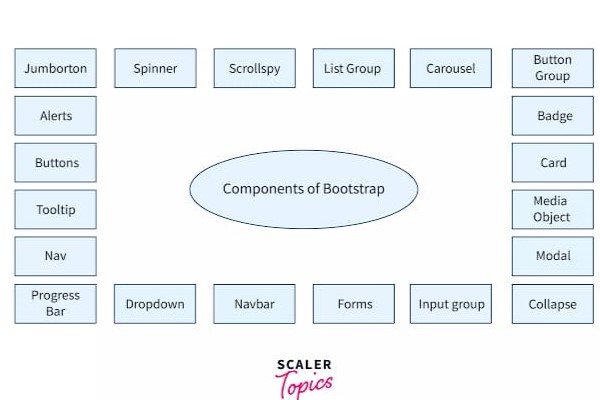 Jumborton
Spinner
Scrollspy
List Group
Carousel
Button
Group
Alerts
Badge
Buttons
Card
Components of Bootstrap
Tooltip
Media
Object
Nav
Modal
Progress
Bar
Dropdown
Navbar
Forms
Input group
Collapse
SCALER
Topics